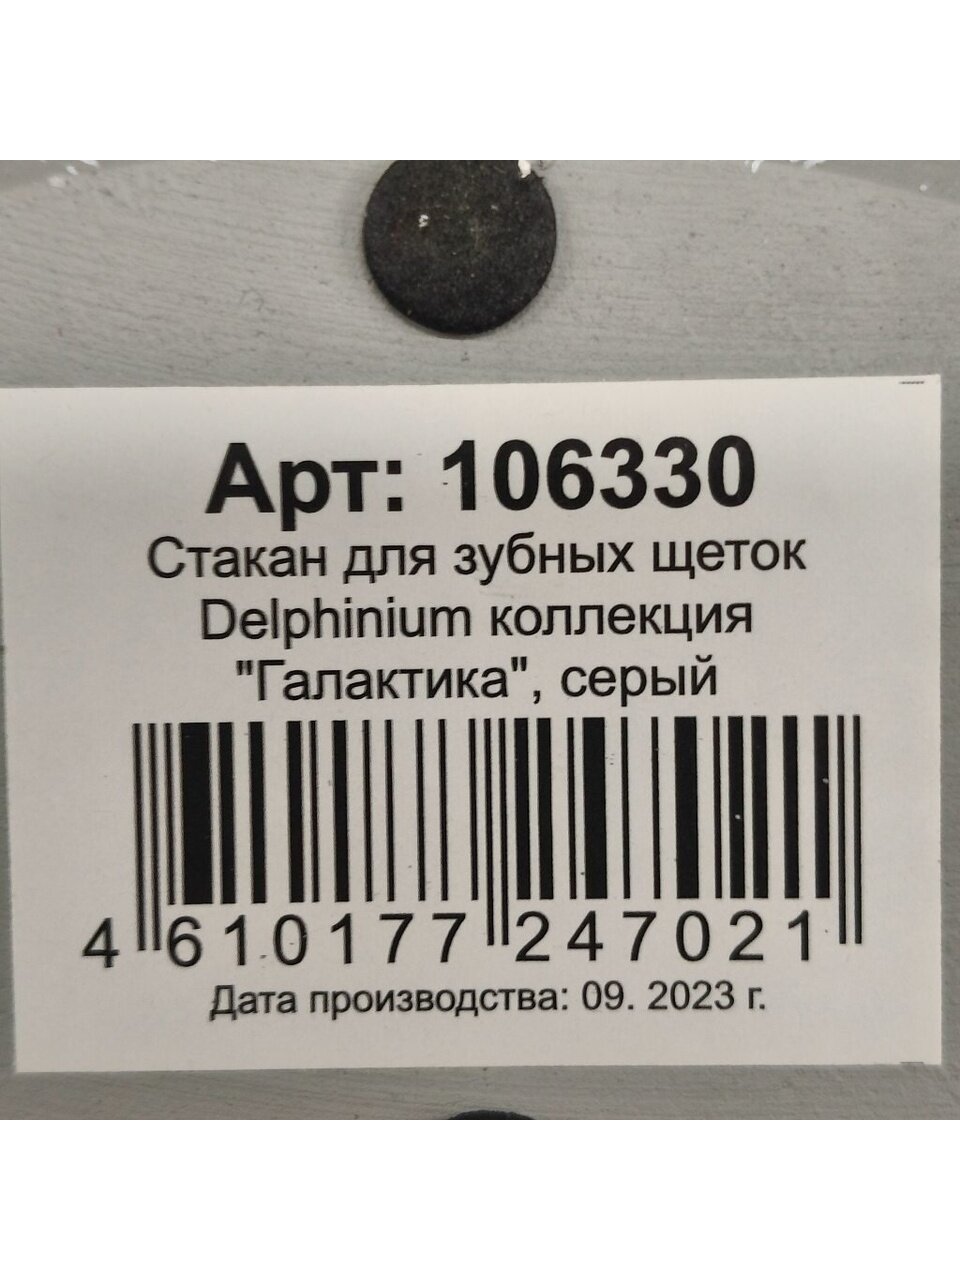 Арт: 106330
Стакан для зубных щеток
Delphinium коллекция
"Галактика", серый
4 610177 247021
Дата производства: 09. 2023 г.